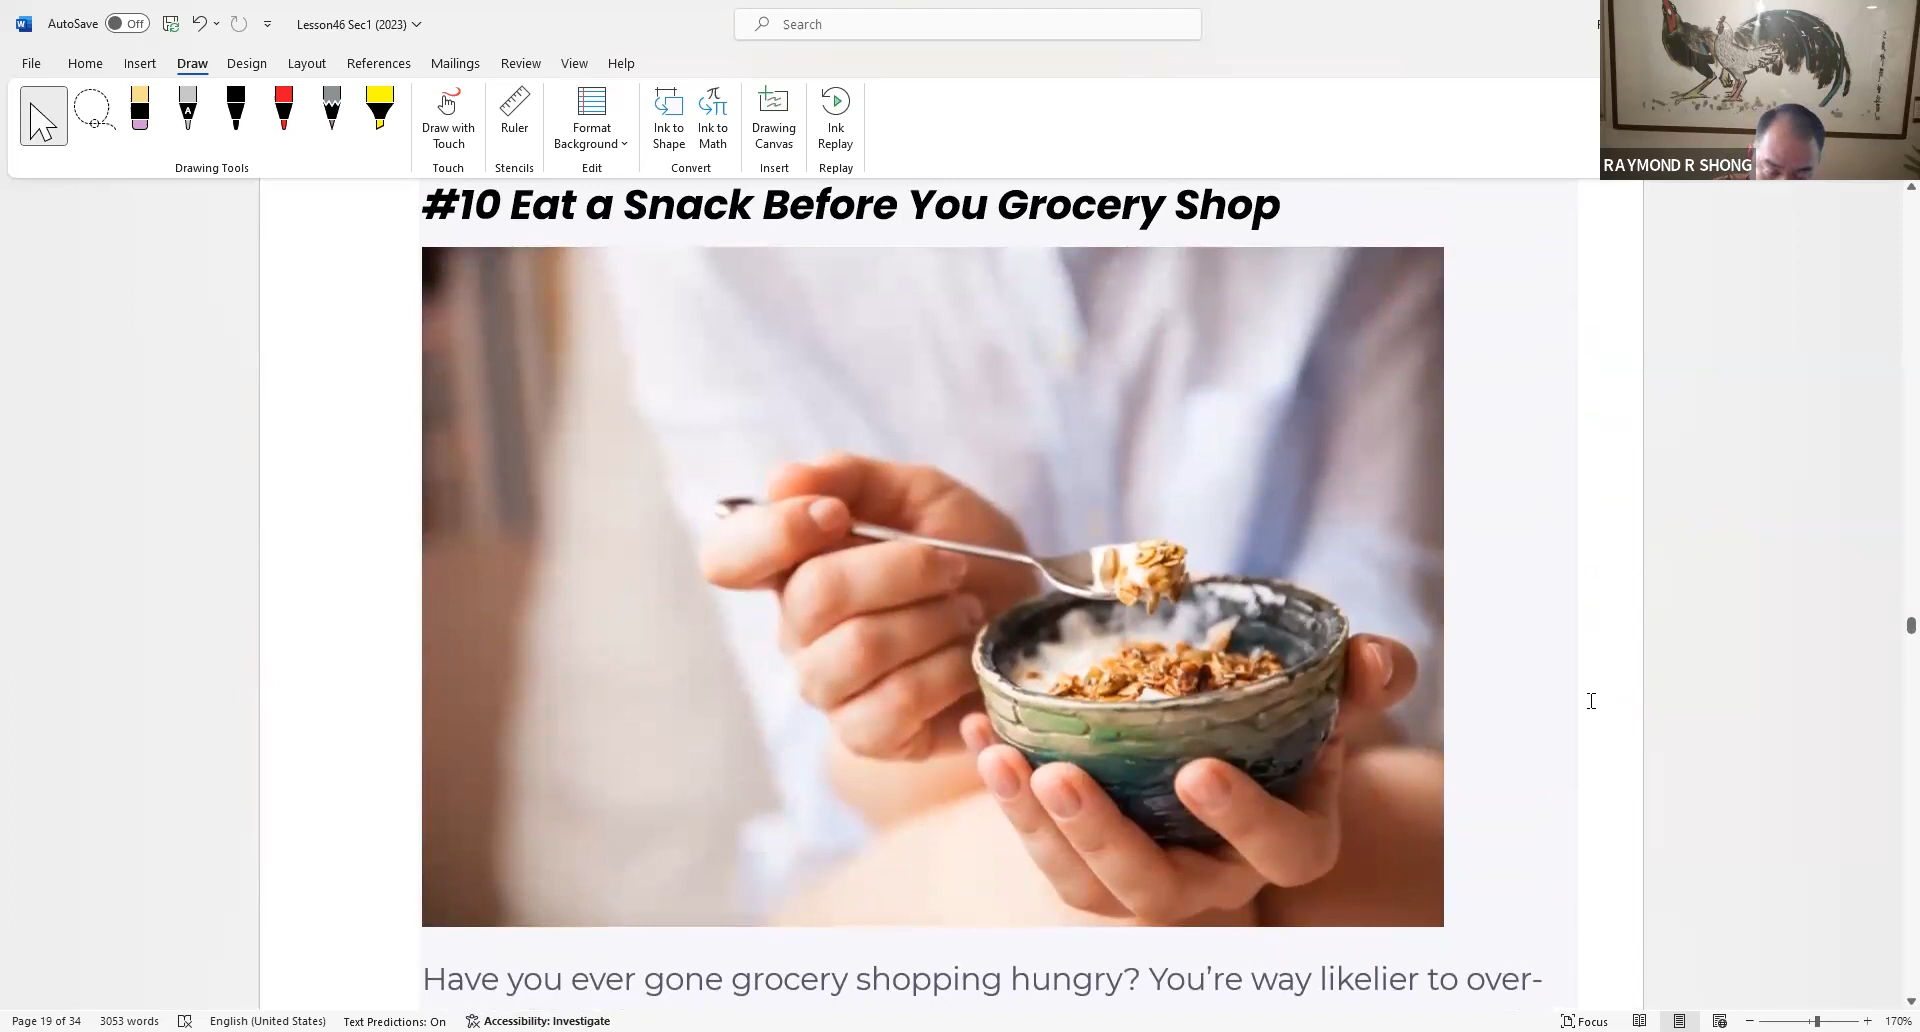 AutoSave Off Lesson46 Sec1 (2023) Search
File Home Insert Draw Design Layout References Mailings Review View Help
A
Draw with Touch
Ruler
Format Background
Ink to Shape
Ink to Math
Drawing Canvas
Ink Replay
Drawing Tools Touch Stencils Edit Convert Insert Replay
RAYMOND R SHONG
#10 Eat a Snack Before You Grocery Shop
Have you ever gone grocery shopping hungry? You’re way likelier to over-
Page 19 of 34 3053 words English (United States) Text Predictions: On Accessibility: Investigate Focus 170%